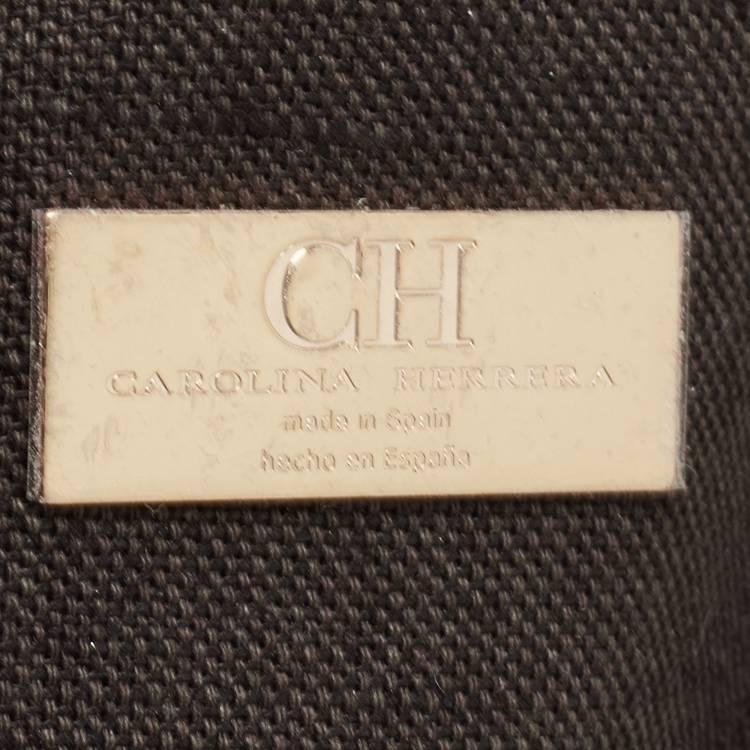 CH
CAROLINA HERRERA
made in Spain
hecho en España